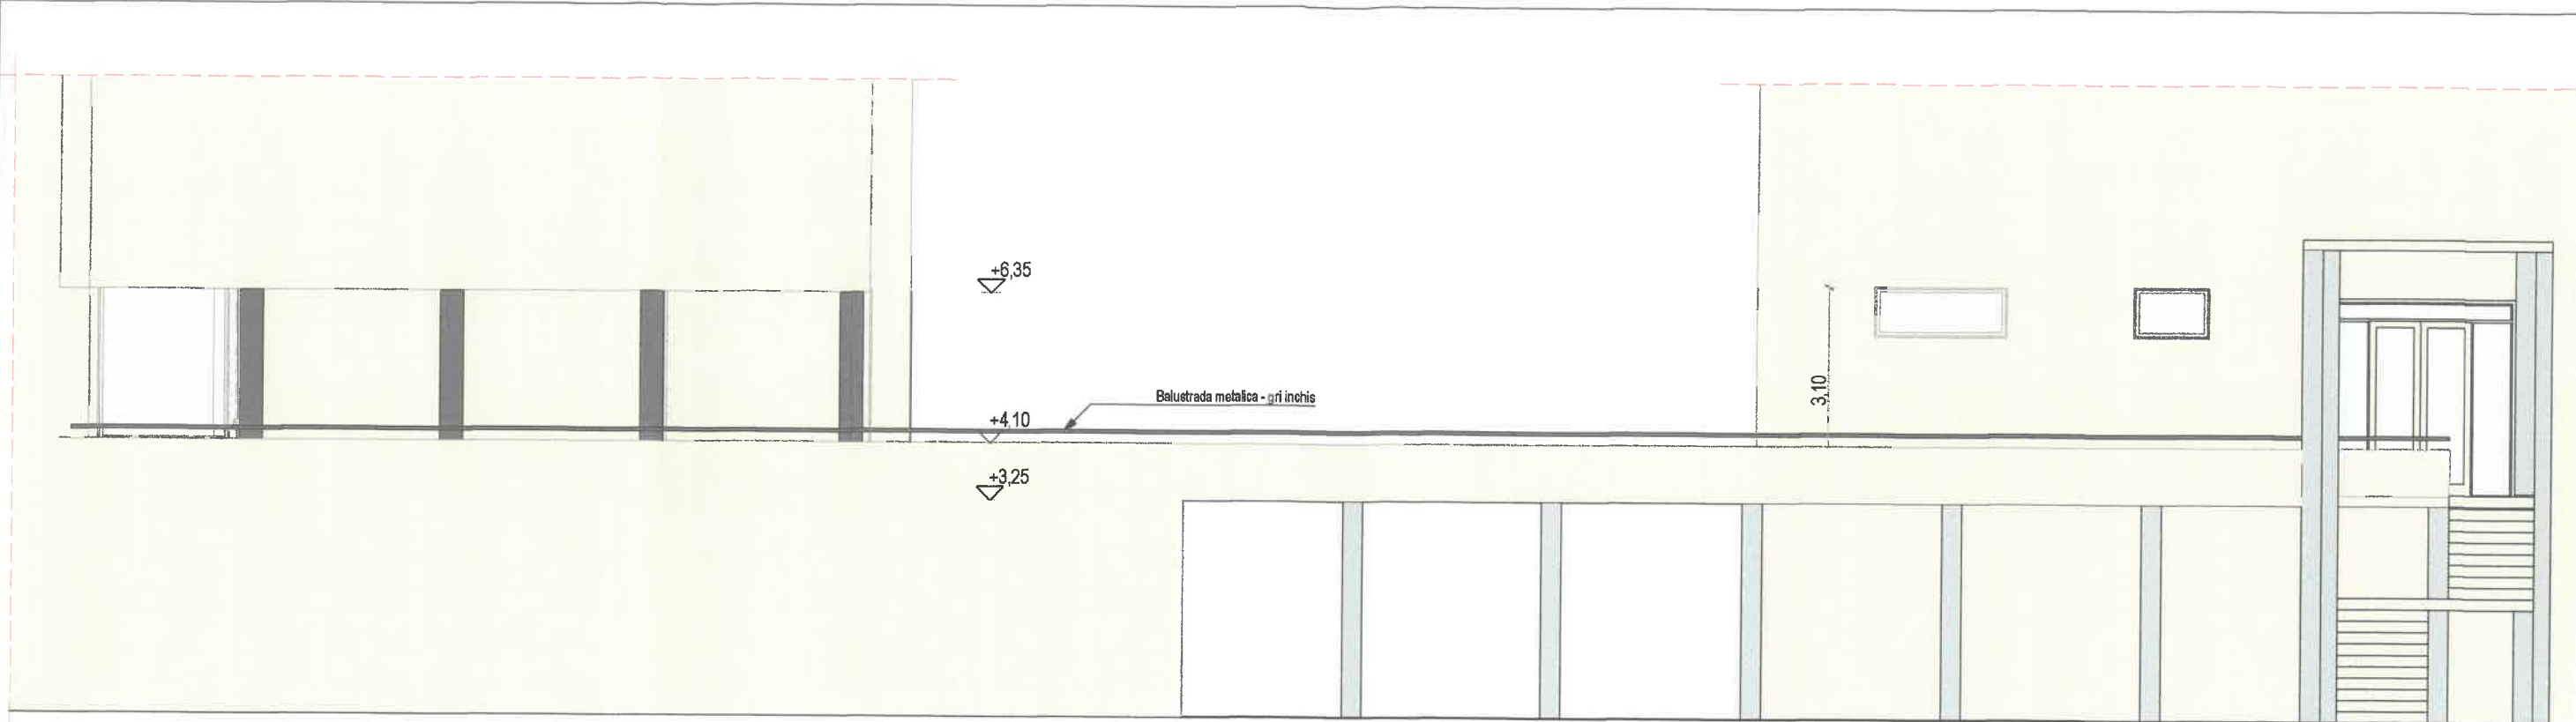 +6,35
Balustrada metalica - gri inchis
3,10
+4,10
+3,25